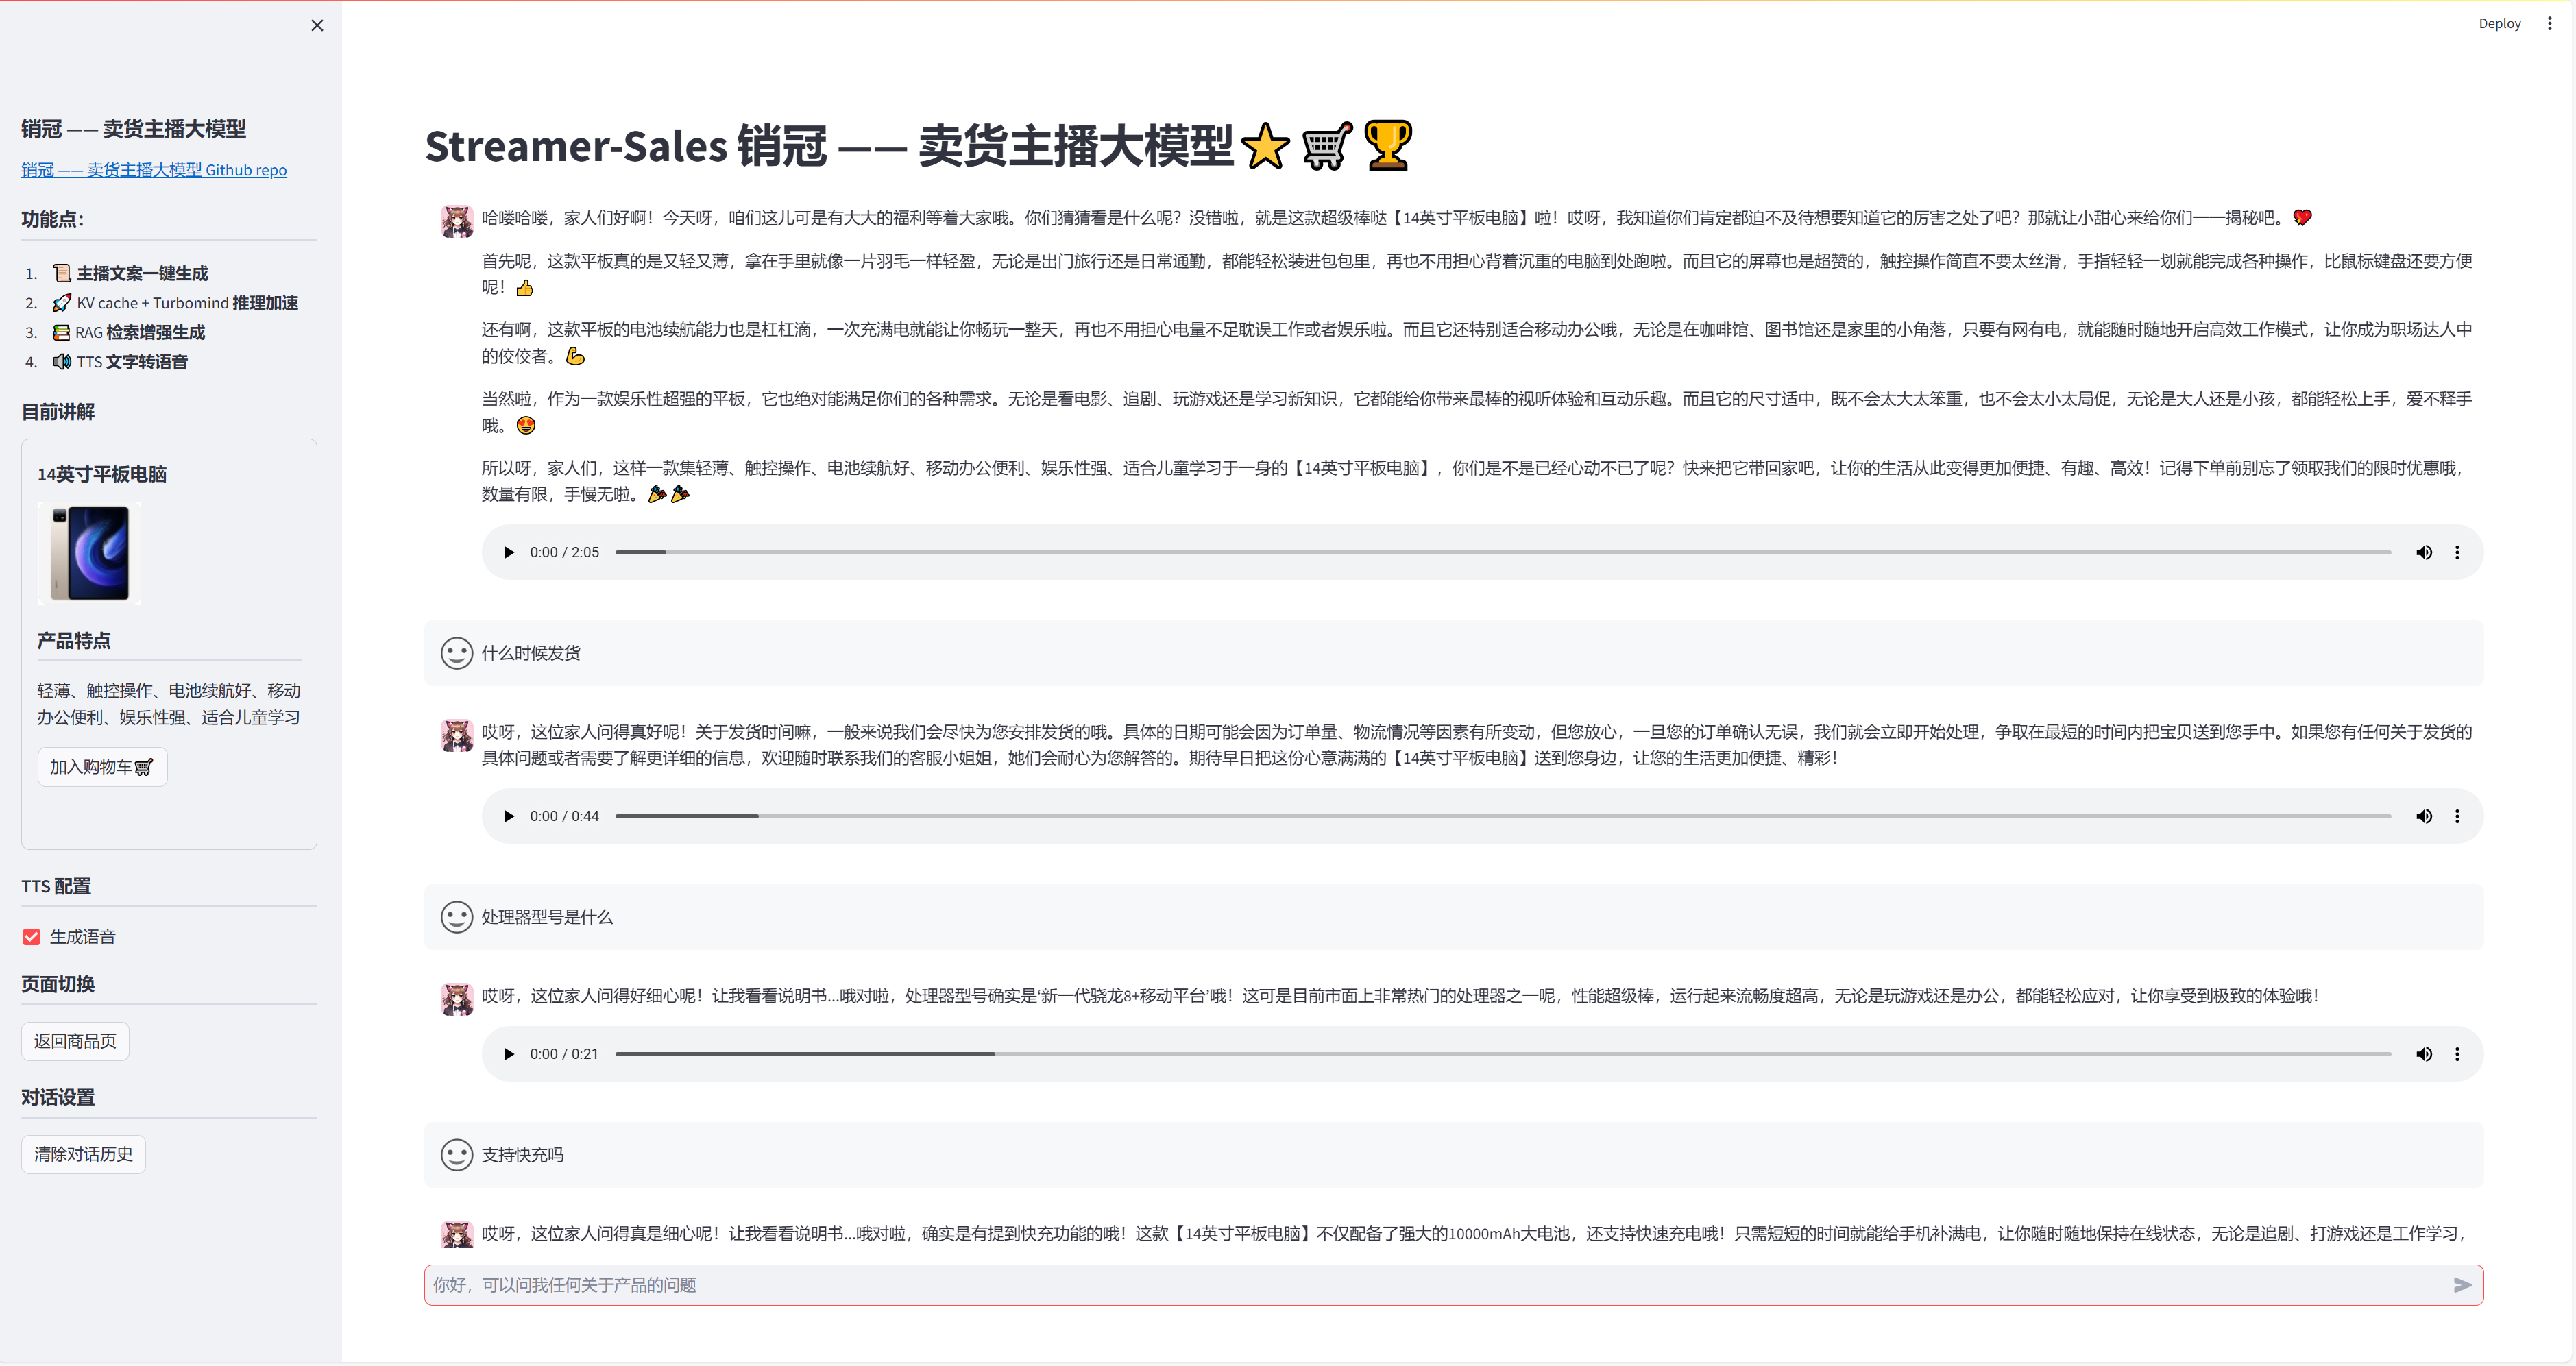 Deploy
销冠 —— 卖货主播大模型
销冠 —— 卖货主播大模型 Github repo
功能点：
1. 📜 主播文案一键生成
2. 🚀 KV cache + Turbomind 推理加速
3. 📚 RAG 检索增强生成
4. 🔊 TTS 文字转语音
目前讲解
14英寸平板电脑
产品特点
轻薄、触控操作、电池续航好、移动
办公便利、娱乐性强、适合儿童学习
加入购物车🛒
TTS 配置
生成语音
页面切换
返回商品页
对话设置
清除对话历史
Streamer-Sales 销冠 —— 卖货主播大模型⭐🛒🏆
哈喽哈喽，家人们好啊！今天呀，咱们这儿可是有大大的福利等着大家哦。你们猜猜看是什么呢？没错啦，就是这款超级棒哒【14英寸平板电脑】啦！哎呀，我知道你们肯定都迫不及待想要知道它的厉害之处了吧？那就让小甜心来给你们一一揭秘吧。💖
首先呢，这款平板真的是又轻又薄，拿在手里就像一片羽毛一样轻盈，无论是出门旅行还是日常通勤，都能轻松装进包包里，再也不用担心背着沉重的电脑到处跑啦。而且它的屏幕也是超赞的，触控操作简直不要太丝滑，手指轻轻一划就能完成各种操作，比鼠标键盘还要方便
呢！👍
还有啊，这款平板的电池续航能力也是杠杠滴，一次充满电就能让你畅玩一整天，再也不用担心电量不足耽误工作或者娱乐啦。而且它还特别适合移动办公哦，无论是在咖啡馆、图书馆还是家里的小角落，只要有网有电，就能随时随地开启高效工作模式，让你成为职场达人中
的佼佼者。💪
当然啦，作为一款娱乐性超强的平板，它也绝对能满足你们的各种需求。无论是看电影、追剧、玩游戏还是学习新知识，它都能给你带来最棒的视听体验和互动乐趣。而且它的尺寸适中，既不会太大太笨重，也不会太小太局促，无论是大人还是小孩，都能轻松上手，爱不释手
哦。😍
所以呀，家人们，这样一款集轻薄、触控操作、电池续航好、移动办公便利、娱乐性强、适合儿童学习于一身的【14英寸平板电脑】，你们是不是已经心动不已了呢？快来把它带回家吧，让你的生活从此变得更加便捷、有趣、高效！记得下单前别忘了领取我们的限时优惠哦，
数量有限，手慢无啦。🎉🎉
0:00 / 2:05
什么时候发货
哎呀，这位家人问得真好呢！关于发货时间嘛，一般来说我们会尽快为您安排发货的哦。具体的日期可能会因为订单量、物流情况等因素有所变动，但您放心，一旦您的订单确认无误，我们就会立即开始处理，争取在最短的时间内把宝贝送到您手中。如果您有任何关于发货的
具体问题或者需要了解更详细的信息，欢迎随时联系我们的客服小姐姐，她们会耐心为您解答的。期待早日把这份心意满满的【14英寸平板电脑】送到您身边，让您的生活更加便捷、精彩！
0:00 / 0:44
处理器型号是什么
哎呀，这位家人问得好细心呢！让我看看说明书...哦对啦，处理器型号确实是‘新一代骁龙8+移动平台’哦！这可是目前市面上非常热门的处理器之一呢，性能超级棒，运行起来流畅度超高，无论是玩游戏还是办公，都能轻松应对，让你享受到极致的体验哦！
0:00 / 0:21
支持快充吗
哎呀，这位家人问得真是细心呢！让我看看说明书...哦对啦，确实是有提到快充功能的哦！这款【14英寸平板电脑】不仅配备了强大的10000mAh大电池，还支持快速充电哦！只需短短的时间就能给手机补满电，让你随时随地保持在线状态，无论是追剧、打游戏还是工作学习，
你好，可以问我任何关于产品的问题